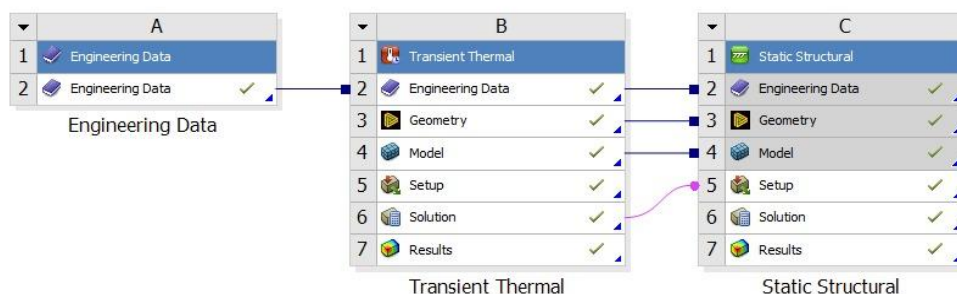 A
1 Engineering Data
2 Engineering Data
Engineering Data
B
1 Transient Thermal
2 Engineering Data
3 Geometry
4 Model
5 Setup
6 Solution
7 Results
Transient Thermal
C
1 Static Structural
2 Engineering Data
3 Geometry
4 Model
5 Setup
6 Solution
7 Results
Static Structural